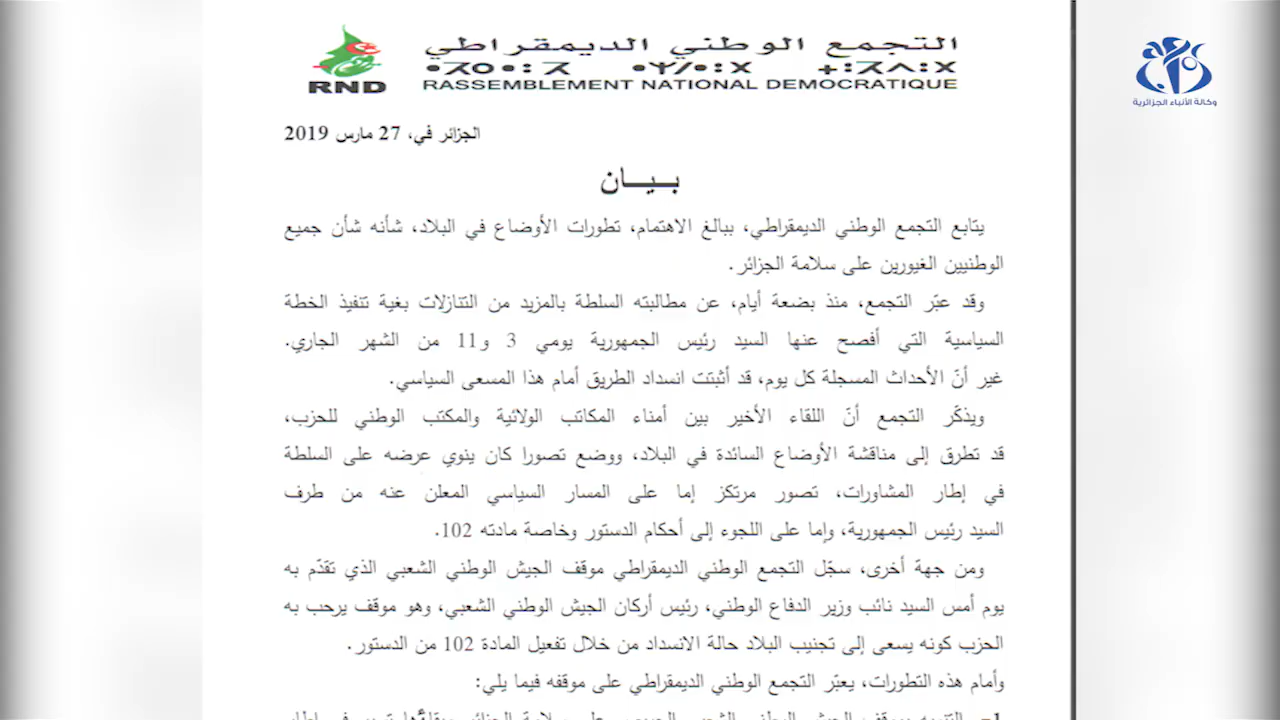 التجمع الوطني الديمقراطي
RASSEMBLEMENT NATIONAL DEMOCRATIQUE
RND
وكالة الأنباء الجزائرية
الجزائر في، 27 مارس 2019
بـيـــان
يتابع التجمع الوطني الديمقراطي، ببالغ الاهتمام، تطورات الأوضاع في البلاد، شأنه شأن جميع
الوطنيين الغيورين على سلامة الجزائر.
وقد عبّر التجمع، منذ بضعة أيام، عن مطالبته السلطة بالمزيد من التنازلات بغية تنفيذ الخطة
السياسية التي أفصح عنها السيد رئيس الجمهورية يومي 3 و11 من الشهر الجاري.
غير أنّ الأحداث المسجلة كل يوم، قد أثبتت انسداد الطريق أمام هذا المسعى السياسي.
ويذكّر التجمع أنّ اللقاء الأخير بين أمناء المكاتب الولائية والمكتب الوطني للحزب،
قد تطرق إلى مناقشة الأوضاع السائدة في البلاد، ووضع تصورا كان ينوي عرضه على السلطة
في إطار المشاورات، تصور مرتكز إما على المسار السياسي المعلن عنه من طرف
السيد رئيس الجمهورية، وإما على اللجوء إلى أحكام الدستور وخاصة مادته 102.
ومن جهة أخرى، سجّل التجمع الوطني الديمقراطي موقف الجيش الوطني الشعبي الذي تقدّم به
يوم أمس السيد نائب وزير الدفاع الوطني، رئيس أركان الجيش الوطني الشعبي، وهو موقف يرحب به
الحزب كونه يسعى إلى تجنيب البلاد حالة الانسداد من خلال تفعيل المادة 102 من الدستور.
وأمام هذه التطورات، يعبّر التجمع الوطني الديمقراطي على موقفه فيما يلي: